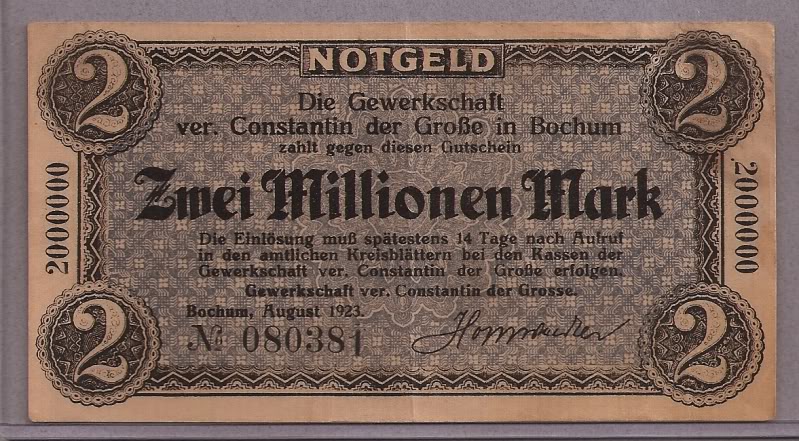 2 NOTGELD 2
Die Gewerkschaft
ver. Constantin der Große in Bochum
zahlt gegen diesen Gutschein
Zwei Millionen Mark
2000000
2000000
Die Einlösung muß spätestens 14 Tage nach Aufruf
in den amtlichen Kreisblättern bei den Kassen der
Gewerkschaft ver. Constantin der Große erfolgen.
Gewerkschaft ver. Constantin der Grosse.
Bochum, August 1923.
№ 080381
2 2